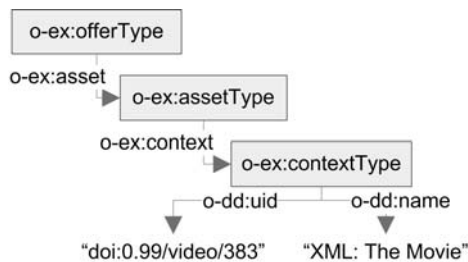 o-ex:offerType
o-ex:asset
o-ex:assetType
o-ex:context
o-ex:contextType
o-dd:uid o-dd:name
“doi:0.99/video/383” “XML: The Movie”